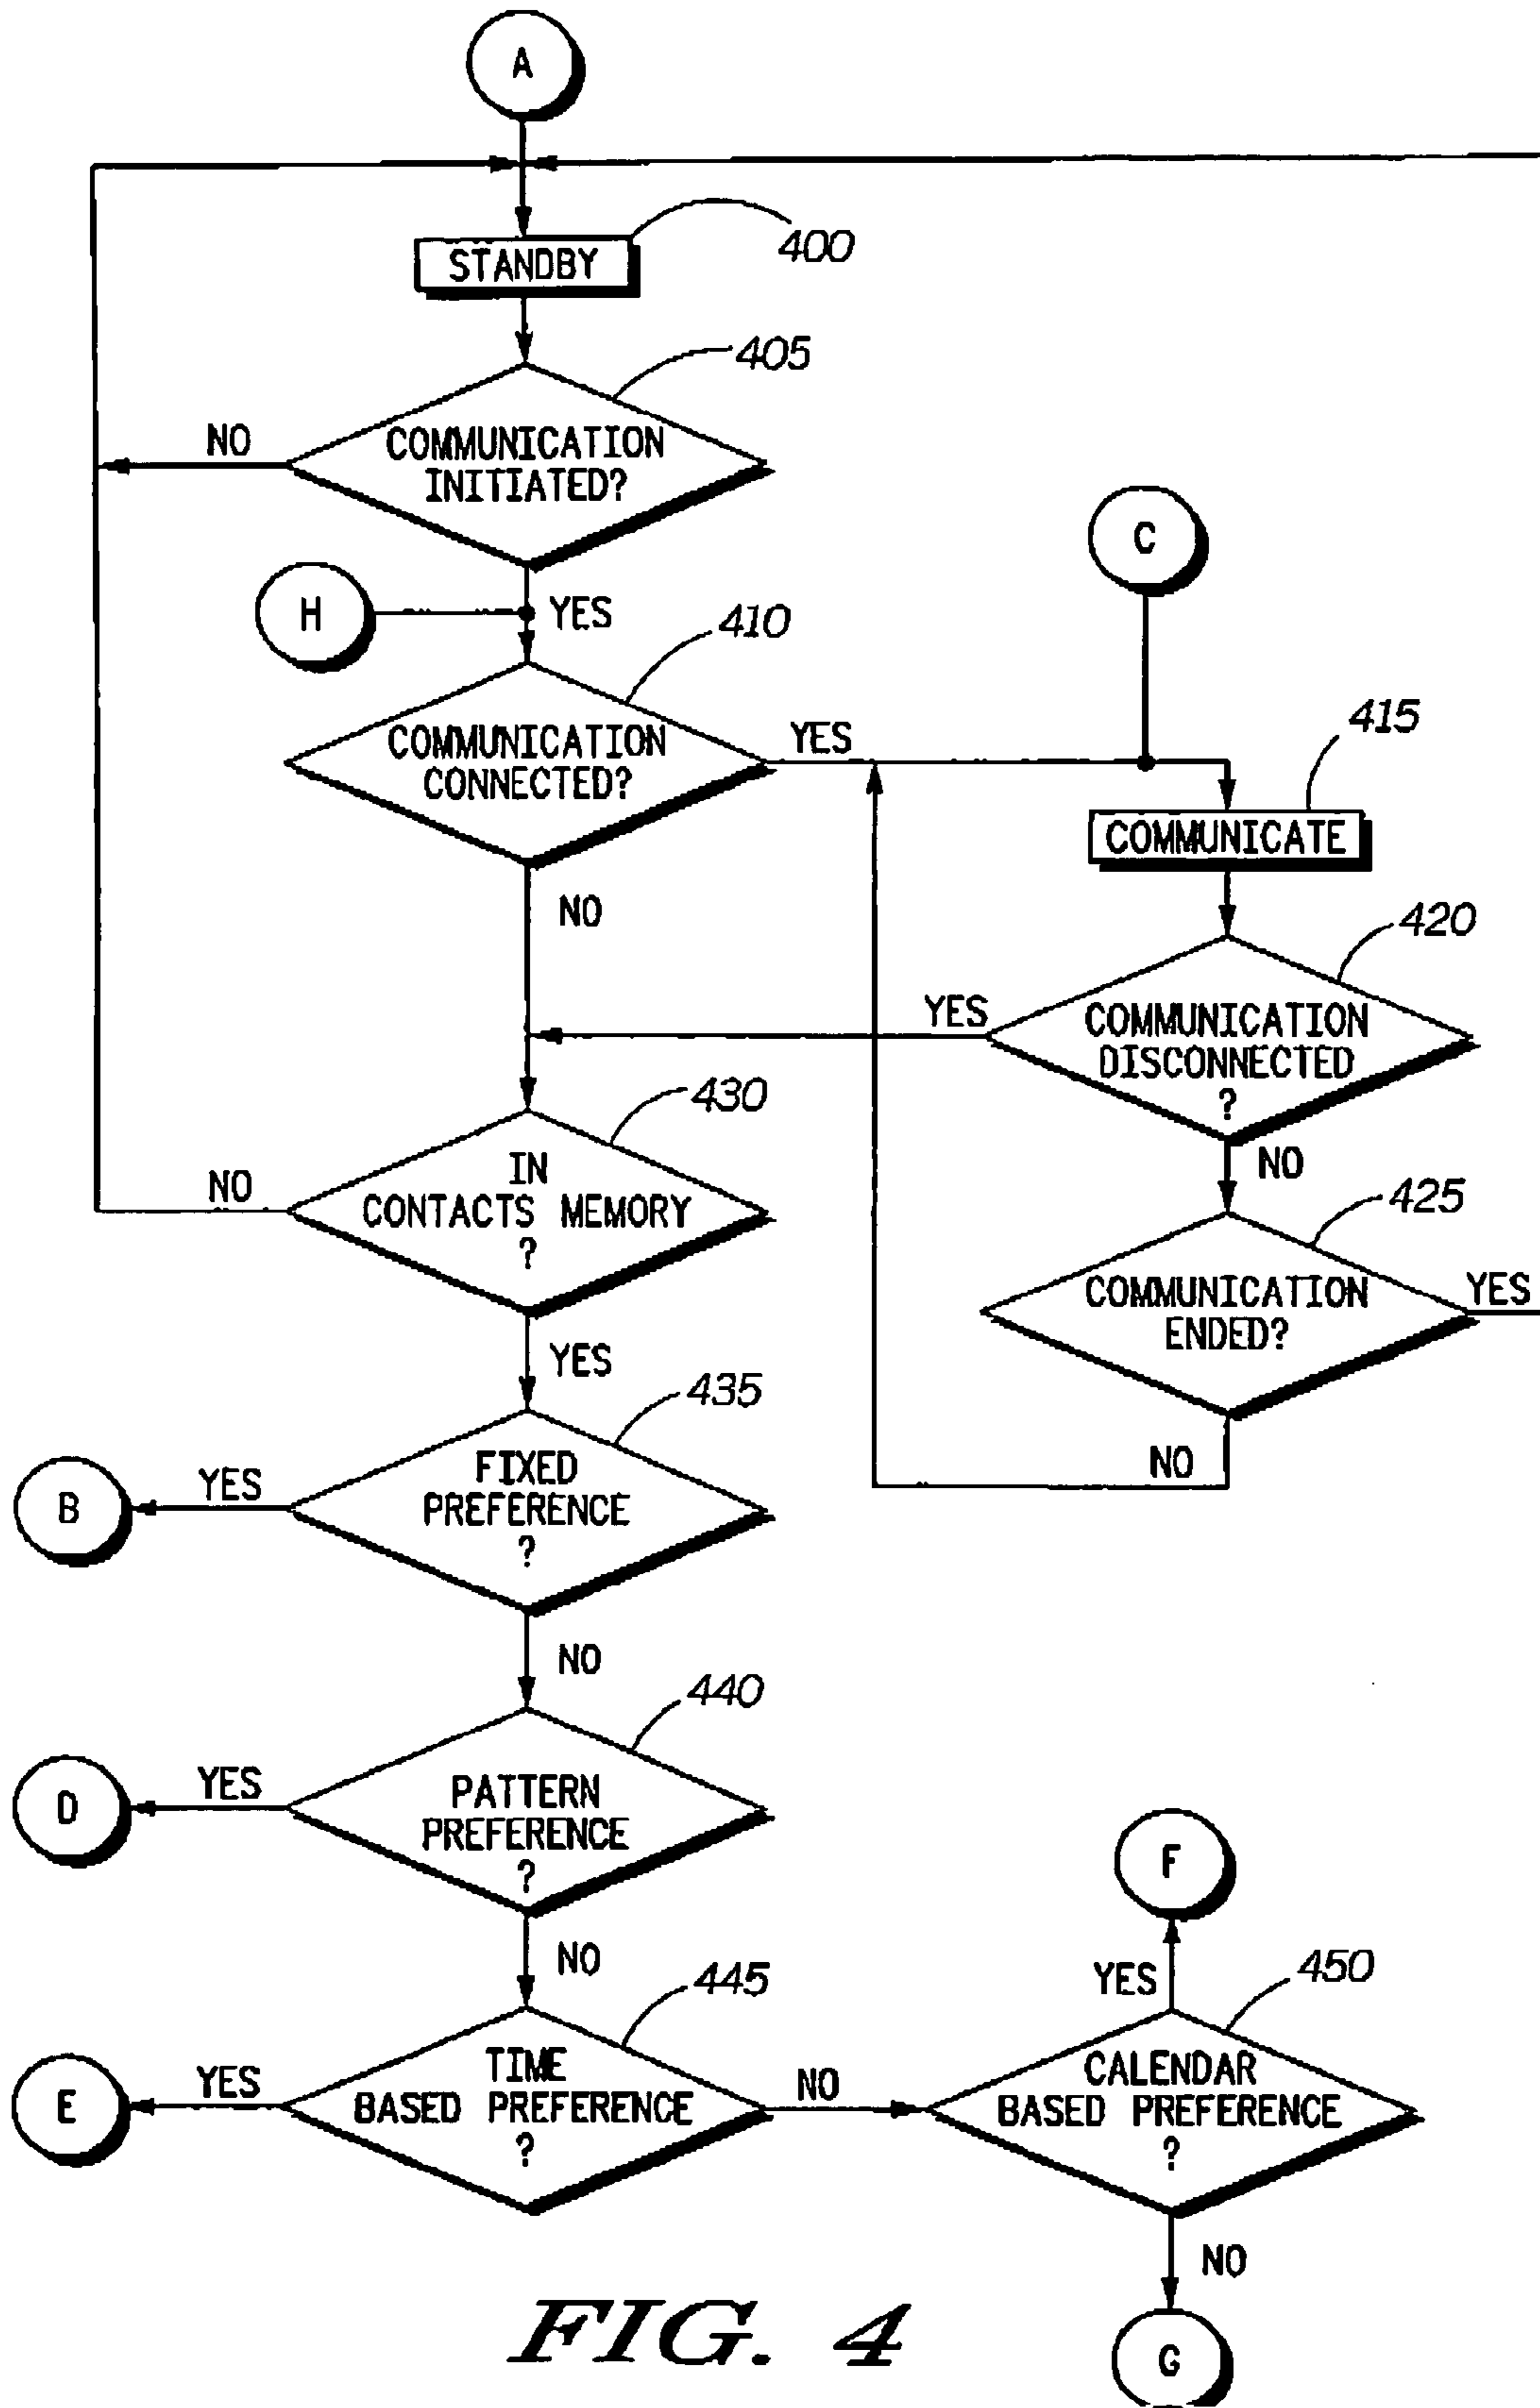 A
STANDBY
400
405
COMMUNICATION
INITIATED?
NO
C
H
YES
410
COMMUNICATION
CONNECTED?
YES
415
COMMUNICATE
NO
420
YES
COMMUNICATION
DISCONNECTED
?
430
IN
CONTACTS MEMORY
?
NO
NO
425
COMMUNICATION
ENDED?
YES
YES
435
FIXED
PREFERENCE
?
YES
B
NO
NO
440
PATTERN
PREFERENCE
?
YES
D
F
NO
445
YES
450
TIME
BASED PREFERENCE
?
YES
E
NO
CALENDAR
BASED PREFERENCE
?
NO
G
FIG. 4